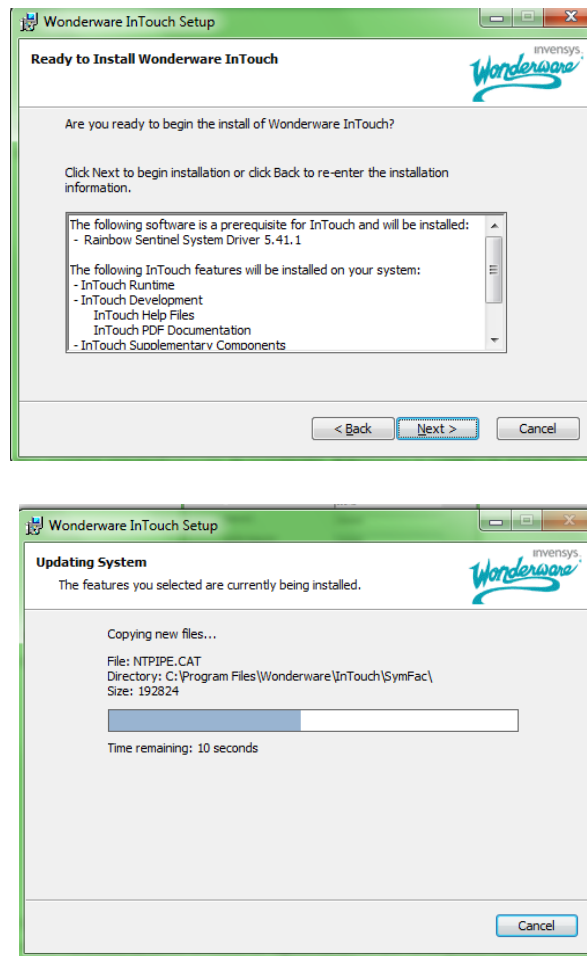 Wonderware InTouch Setup
Ready to Install Wonderware InTouch
invensys.
Wonderware
Are you ready to begin the install of Wonderware InTouch?
Click Next to begin installation or click Back to re-enter the installation
information.
The following software is a prerequisite for InTouch and will be installed:
- Rainbow Sentinel System Driver 5.41.1
The following InTouch features will be installed on your system:
- InTouch Runtime
- InTouch Development
InTouch Help Files
InTouch PDF Documentation
- InTouch Supplementary Components
< Back
Next >
Cancel
Wonderware InTouch Setup
Updating System
The features you selected are currently being installed.
invensys.
Wonderware
Copying new files...
File: NTPIPE.CAT
Directory: C:\Program Files\Wonderware\InTouch\SymFac\
Size: 192824
Time remaining: 10 seconds
Cancel